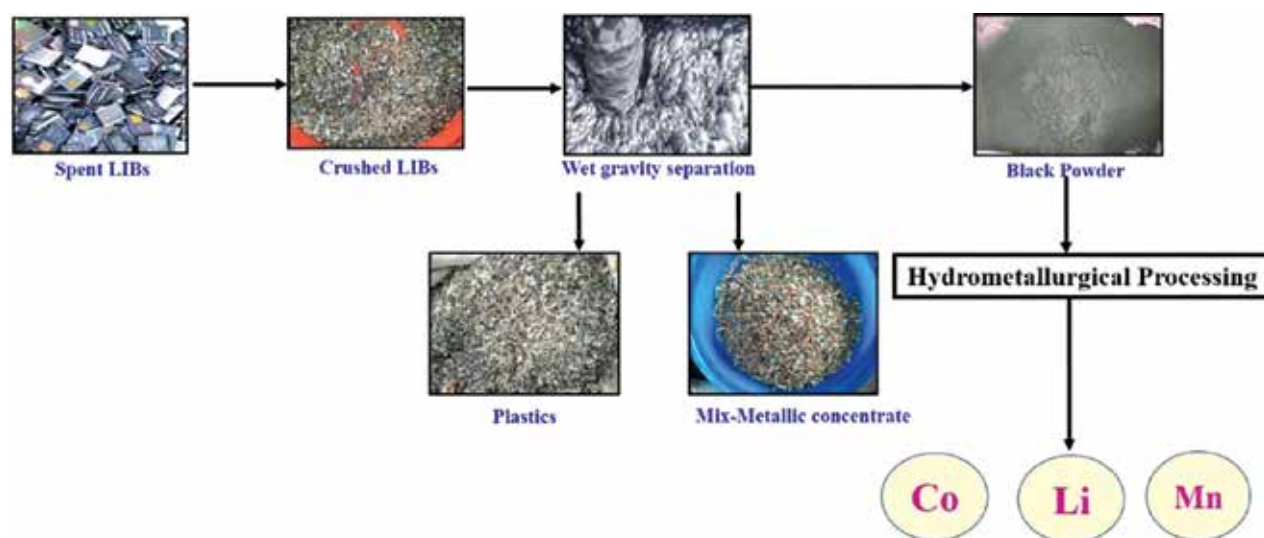 Spent LIBs
Crushed LIBs
Wet gravity separation
Black Powder
Hydrometallurgical Processing
Plastics
Mix-Metallic concentrate
Co
Li
Mn